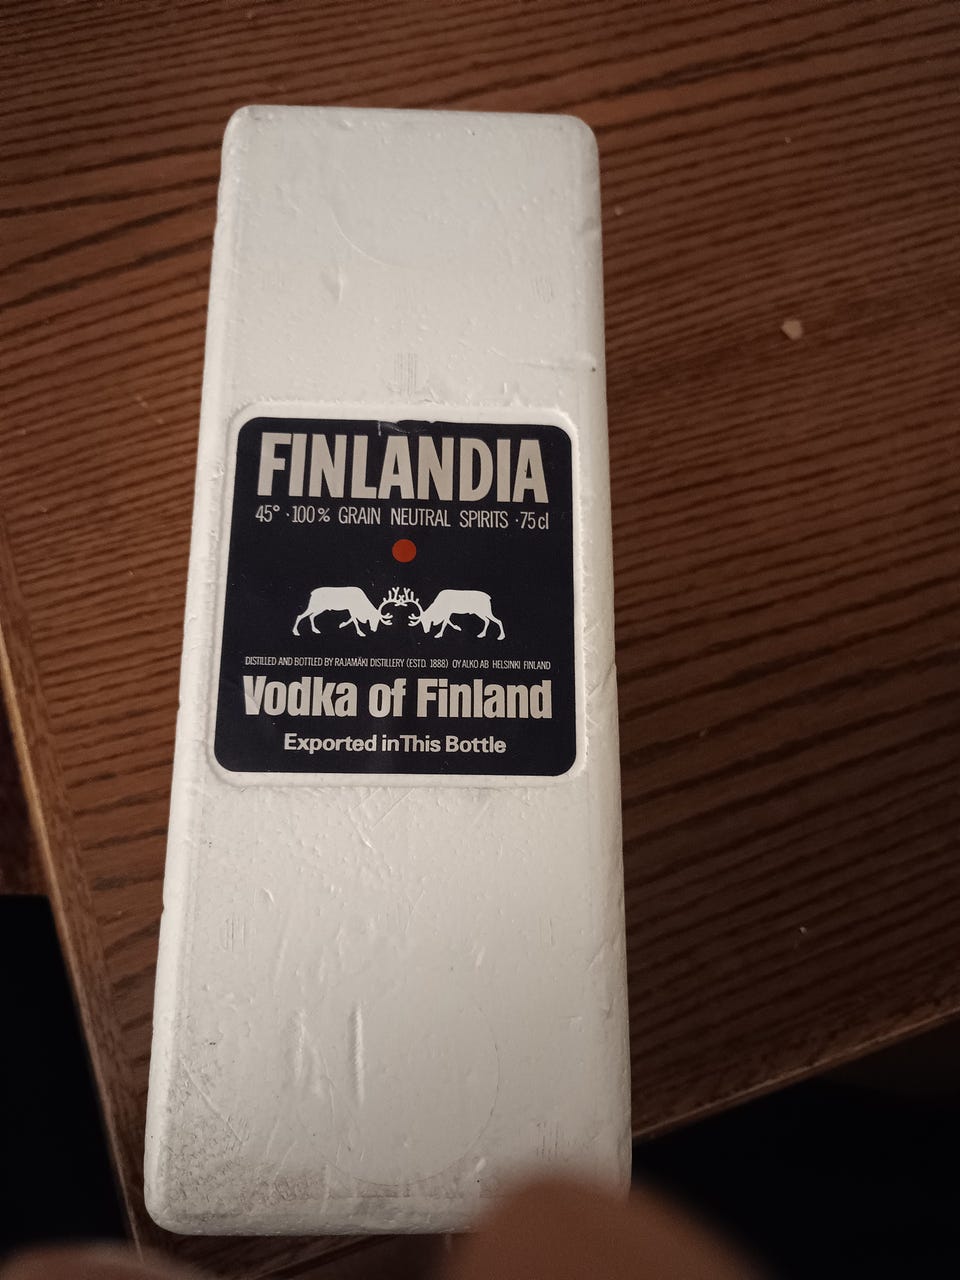 FINLANDIA
45° · 100% GRAIN NEUTRAL SPIRITS · 75 cl
DISTILLED AND BOTTLED BY RAJAMÄKI DISTILLERY (ESTD. 1888) OY ALKO AB HELSINKI FINLAND
Vodka of Finland
Exported in This Bottle